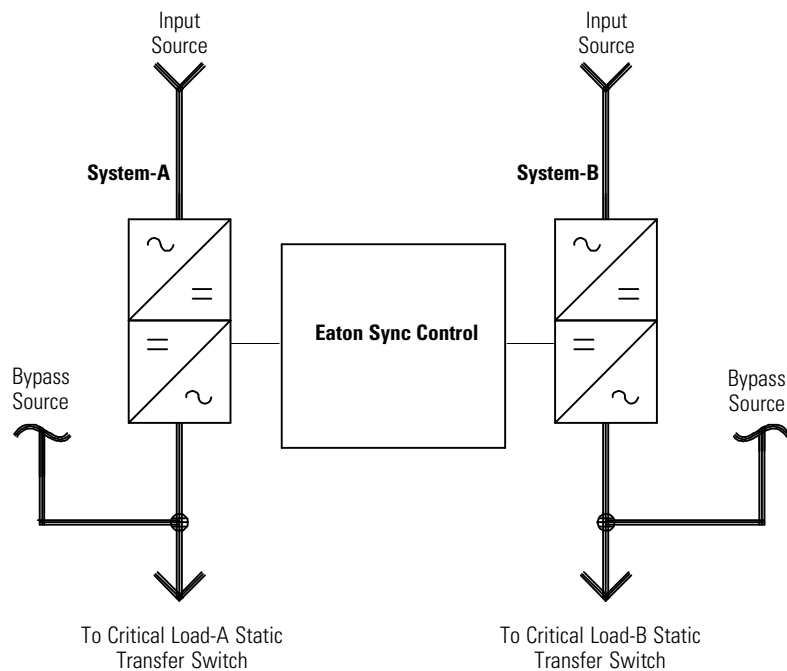 Input
Source
Input
Source
System-A
System-B
Eaton Sync Control
Bypass
Source
Bypass
Source
To Critical Load-A Static
Transfer Switch
To Critical Load-B Static
Transfer Switch